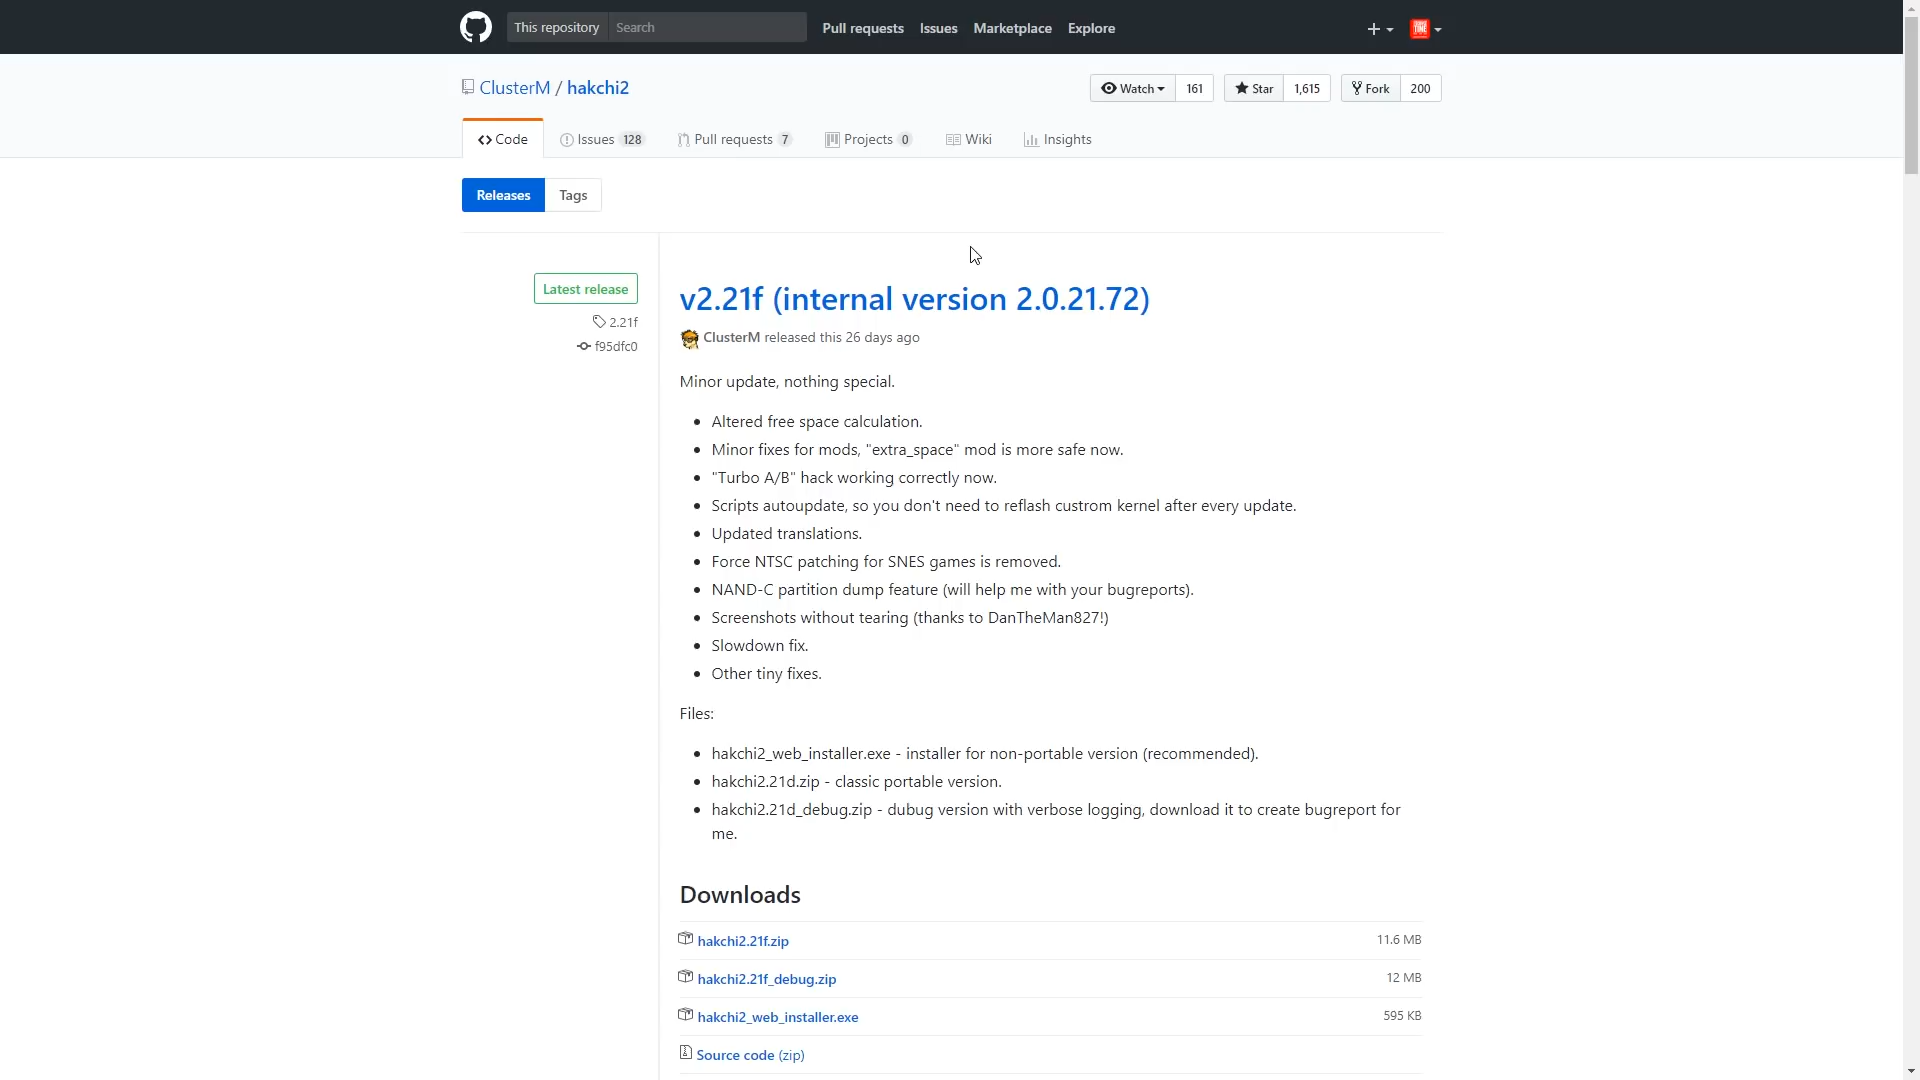 This repository Search Pull requests Issues Marketplace Explore
ClusterM / hakchi2 Watch 161 Star 1,615 Fork 200
Code Issues 128 Pull requests 7 Projects 0 Wiki Insights
Releases Tags
Latest release
2.21f
f95dfc0
v2.21f (internal version 2.0.21.72)
ClusterM released this 26 days ago
Minor update, nothing special.
Altered free space calculation.
Minor fixes for mods, "extra_space" mod is more safe now.
"Turbo A/B" hack working correctly now.
Scripts autoupdate, so you don't need to reflash custrom kernel after every update.
Updated translations.
Force NTSC patching for SNES games is removed.
NAND-C partition dump feature (will help me with your bugreports).
Screenshots without tearing (thanks to DanTheMan827!)
Slowdown fix.
Other tiny fixes.
Files:
hakchi2_web_installer.exe - installer for non-portable version (recommended).
hakchi2.21d.zip - classic portable version.
hakchi2.21d_debug.zip - dubug version with verbose logging, download it to create bugreport for
me.
Downloads
hakchi2.21f.zip 11.6 MB
hakchi2.21f_debug.zip 12 MB
hakchi2_web_installer.exe 595 KB
Source code (zip)